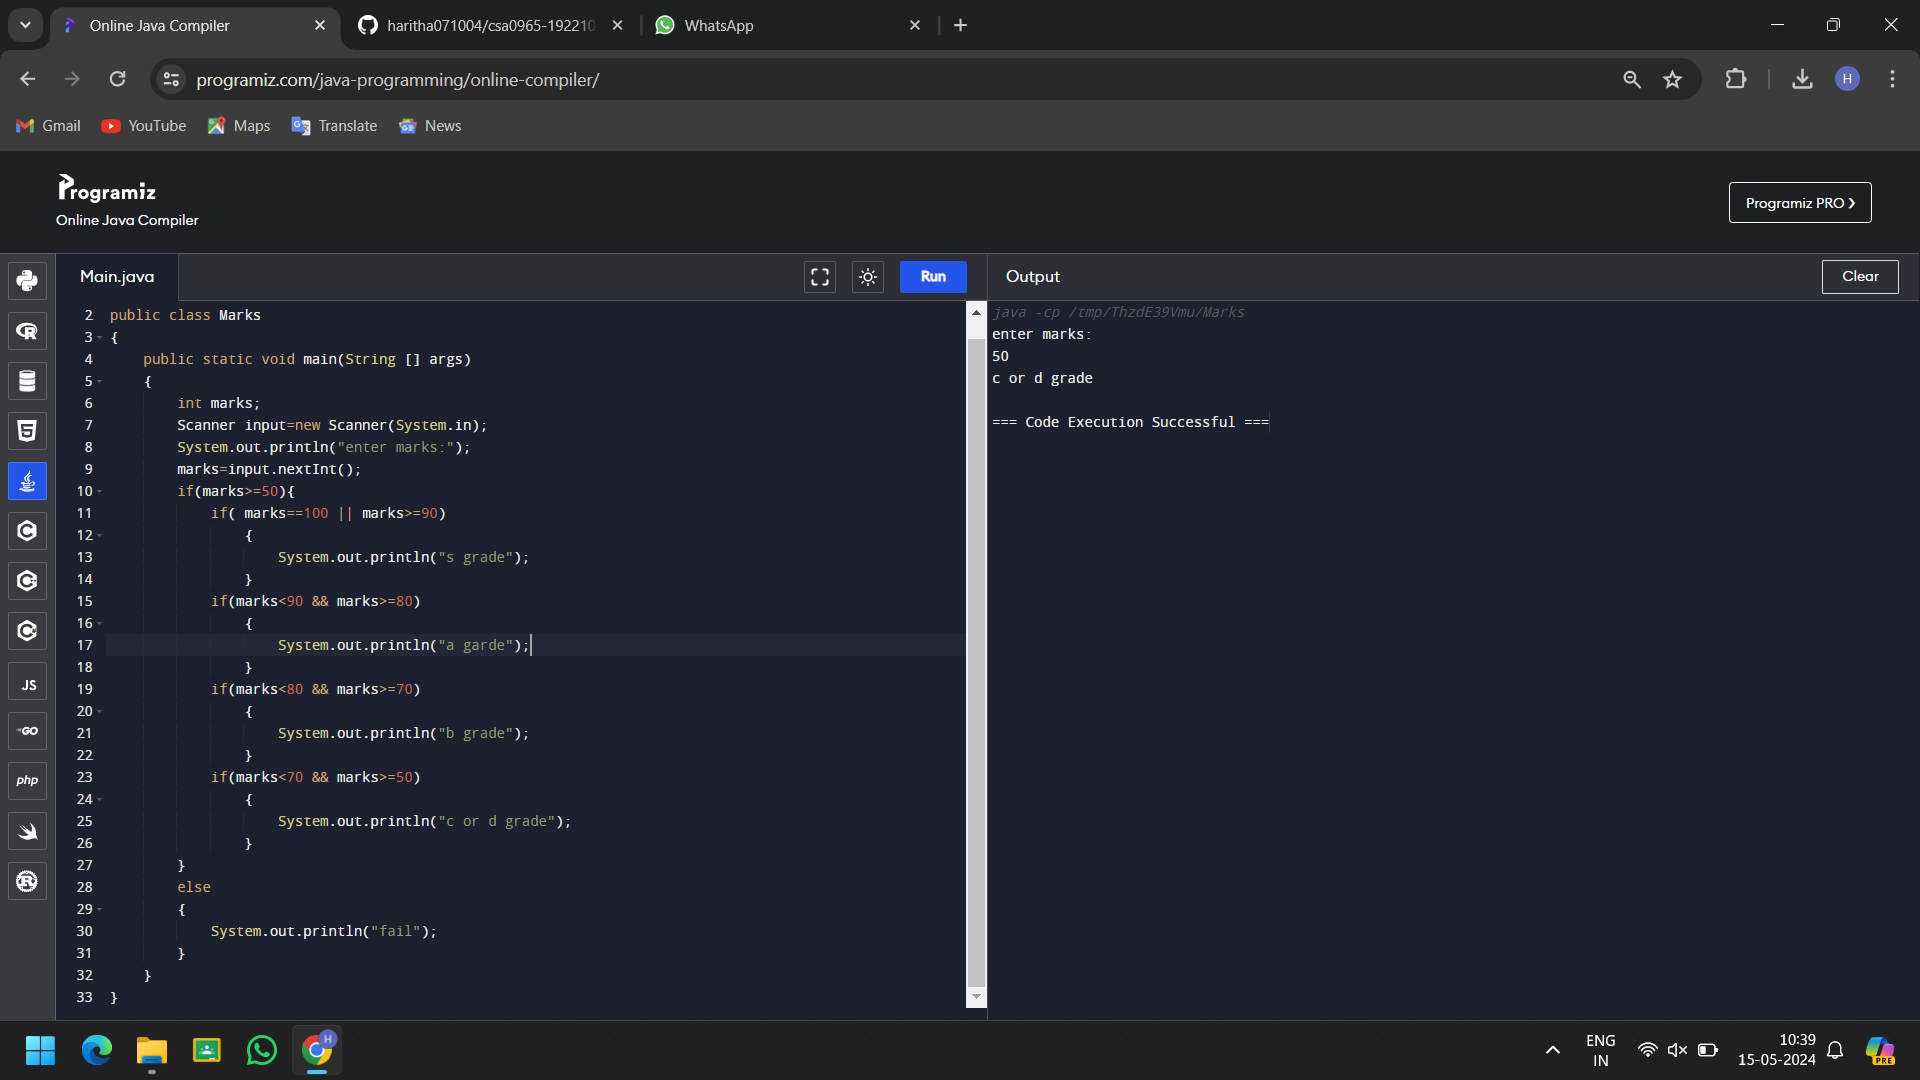 Online Java Compiler
haritha071004/csa0965-192210
WhatsApp
programiz.com/java-programming/online-compiler/
H
Gmail
YouTube
Maps
Translate
News
Programiz
Online Java Compiler
Programiz PRO ❯
Main.java
Run
Output
Clear
2 public class Marks
3 {
4     public static void main(String [] args)
5     {
6         int marks;
7         Scanner input=new Scanner(System.in);
8         System.out.println("enter marks:");
9         marks=input.nextInt();
10         if(marks>=50){
11             if( marks==100 || marks>=90)
12                 {
13                     System.out.println("s grade");
14                 }
15             if(marks<90 && marks>=80)
16                 {
17                     System.out.println("a garde");
18                 }
19             if(marks<80 && marks>=70)
20                 {
21                     System.out.println("b grade");
22                 }
23             if(marks<70 && marks>=50)
24                 {
25                     System.out.println("c or d grade");
26                 }
27         }
28         else
29         {
30             System.out.println("fail");
31         }
32     }
33 }
java -cp /tmp/ThzdE39Vmu/Marks
enter marks:
50
c or d grade
=== Code Execution Successful ===
JS
GO
php
H
ENG
IN
10:39
15-05-2024
PRE